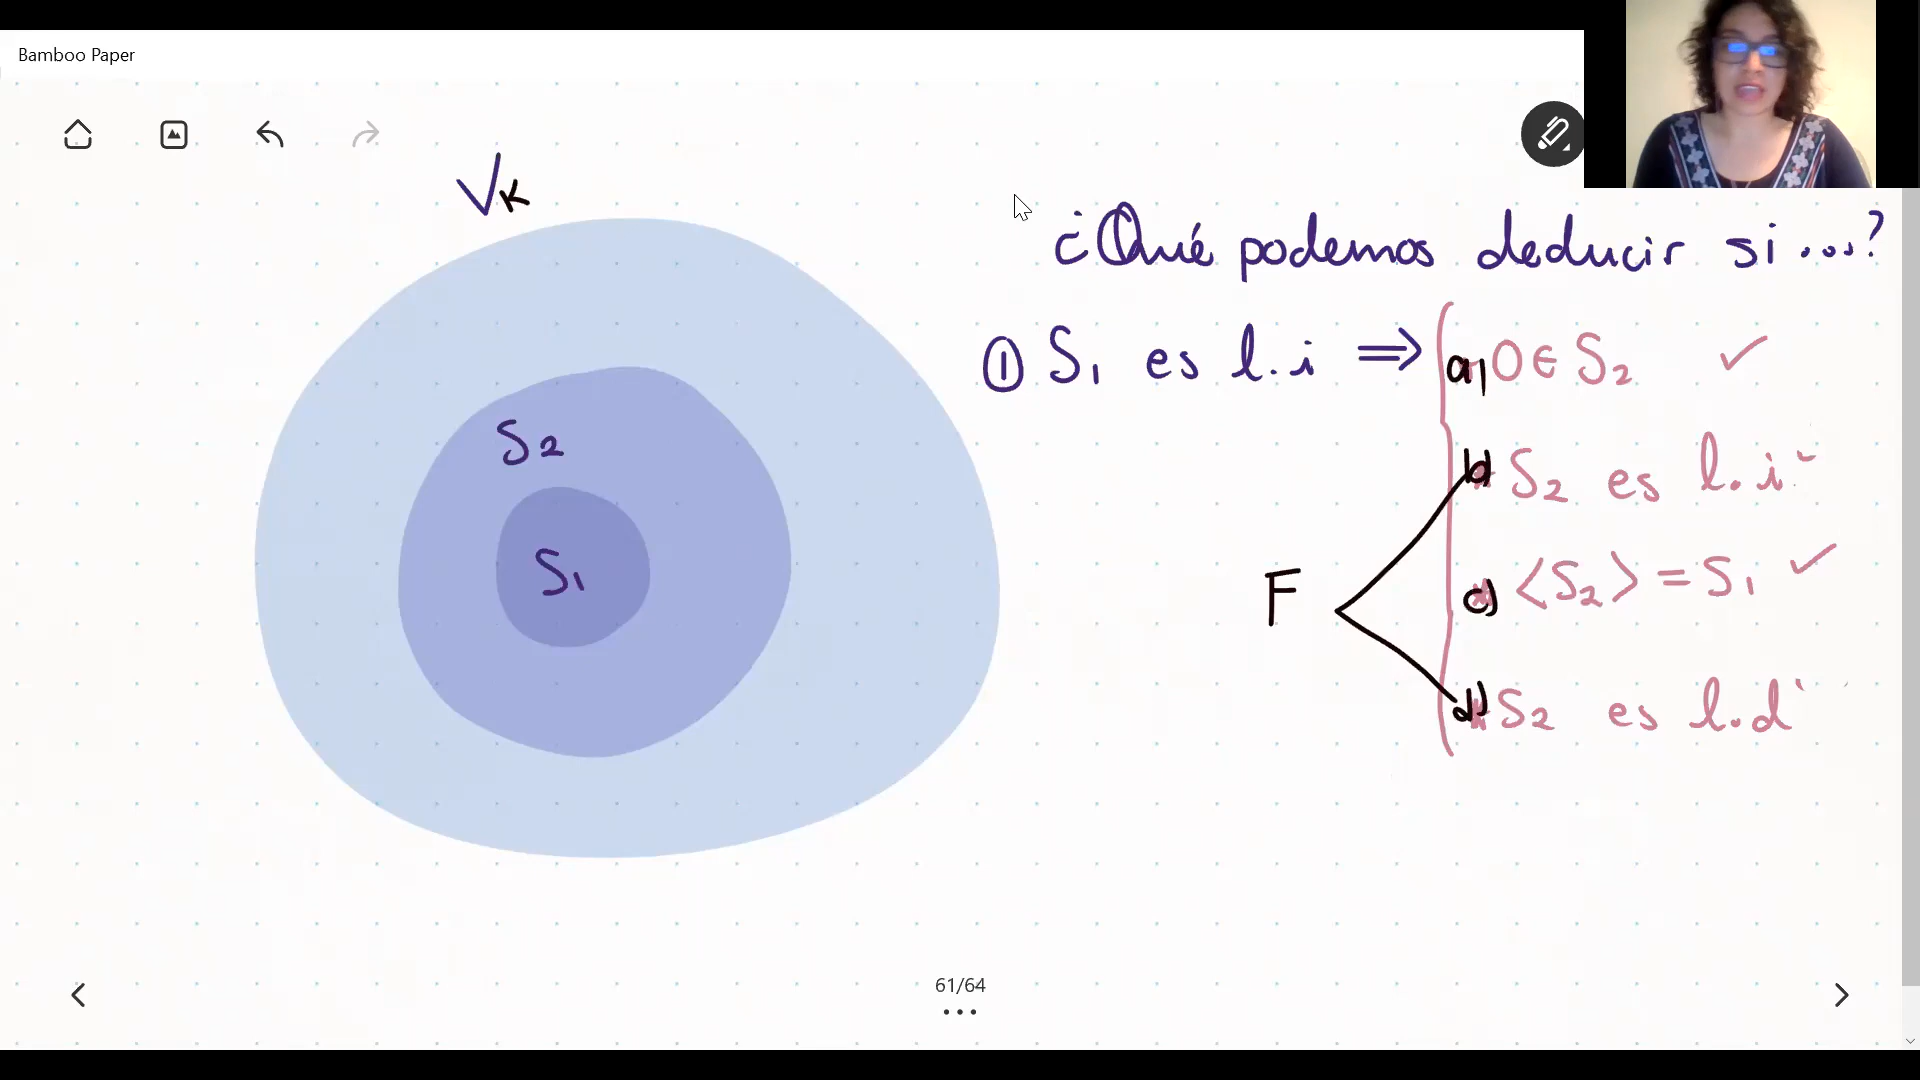 Bamboo Paper
VK
¿Qué podemos deducir si...?
① S₁ es l.i ⇒
a) 0 ∈ S₂ ✓
S₂
b) S₂ es l.i
S₁
F
c) <S₂> = S₁ ✓
d) S₂ es l.d
61/64